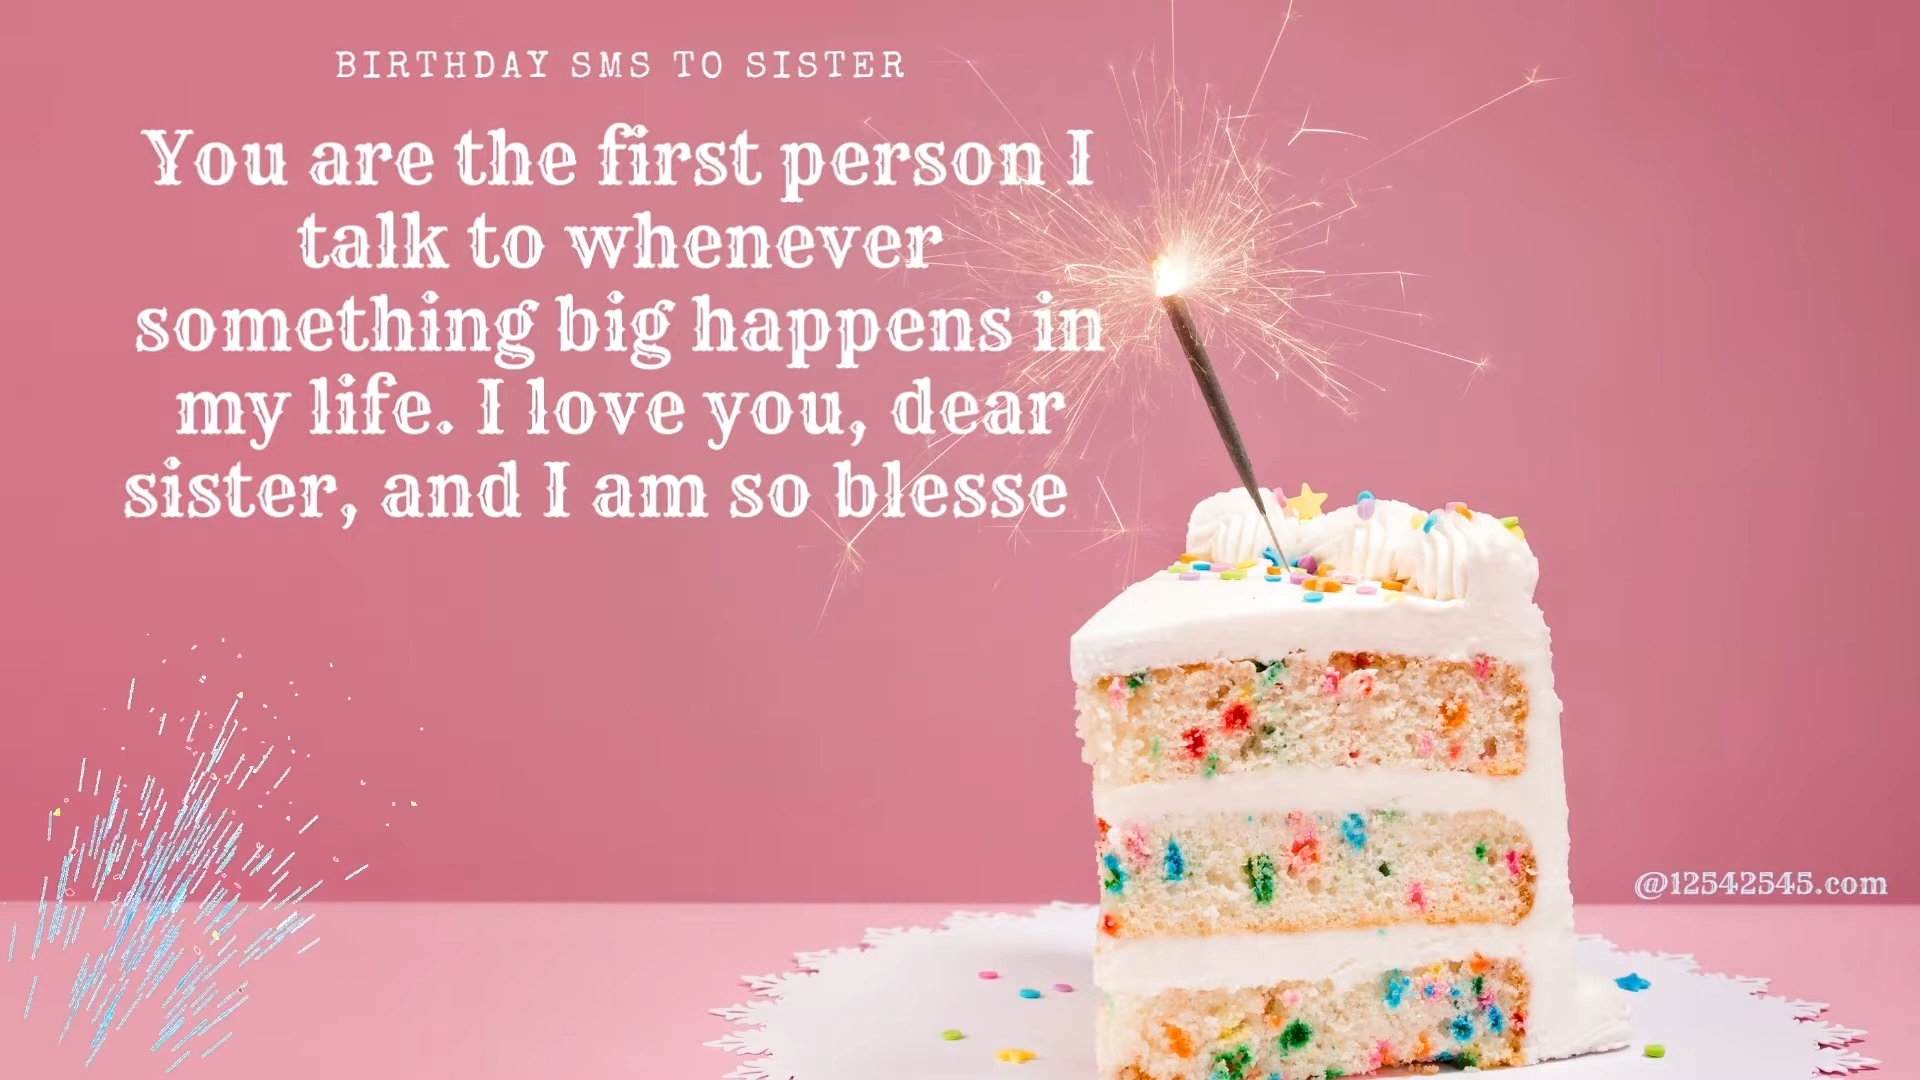 BIRTHDAY SMS TO SISTER
You are the first person I
talk to whenever
something big happens in
my life. I love you, dear
sister, and I am so blesse
@12542545.com